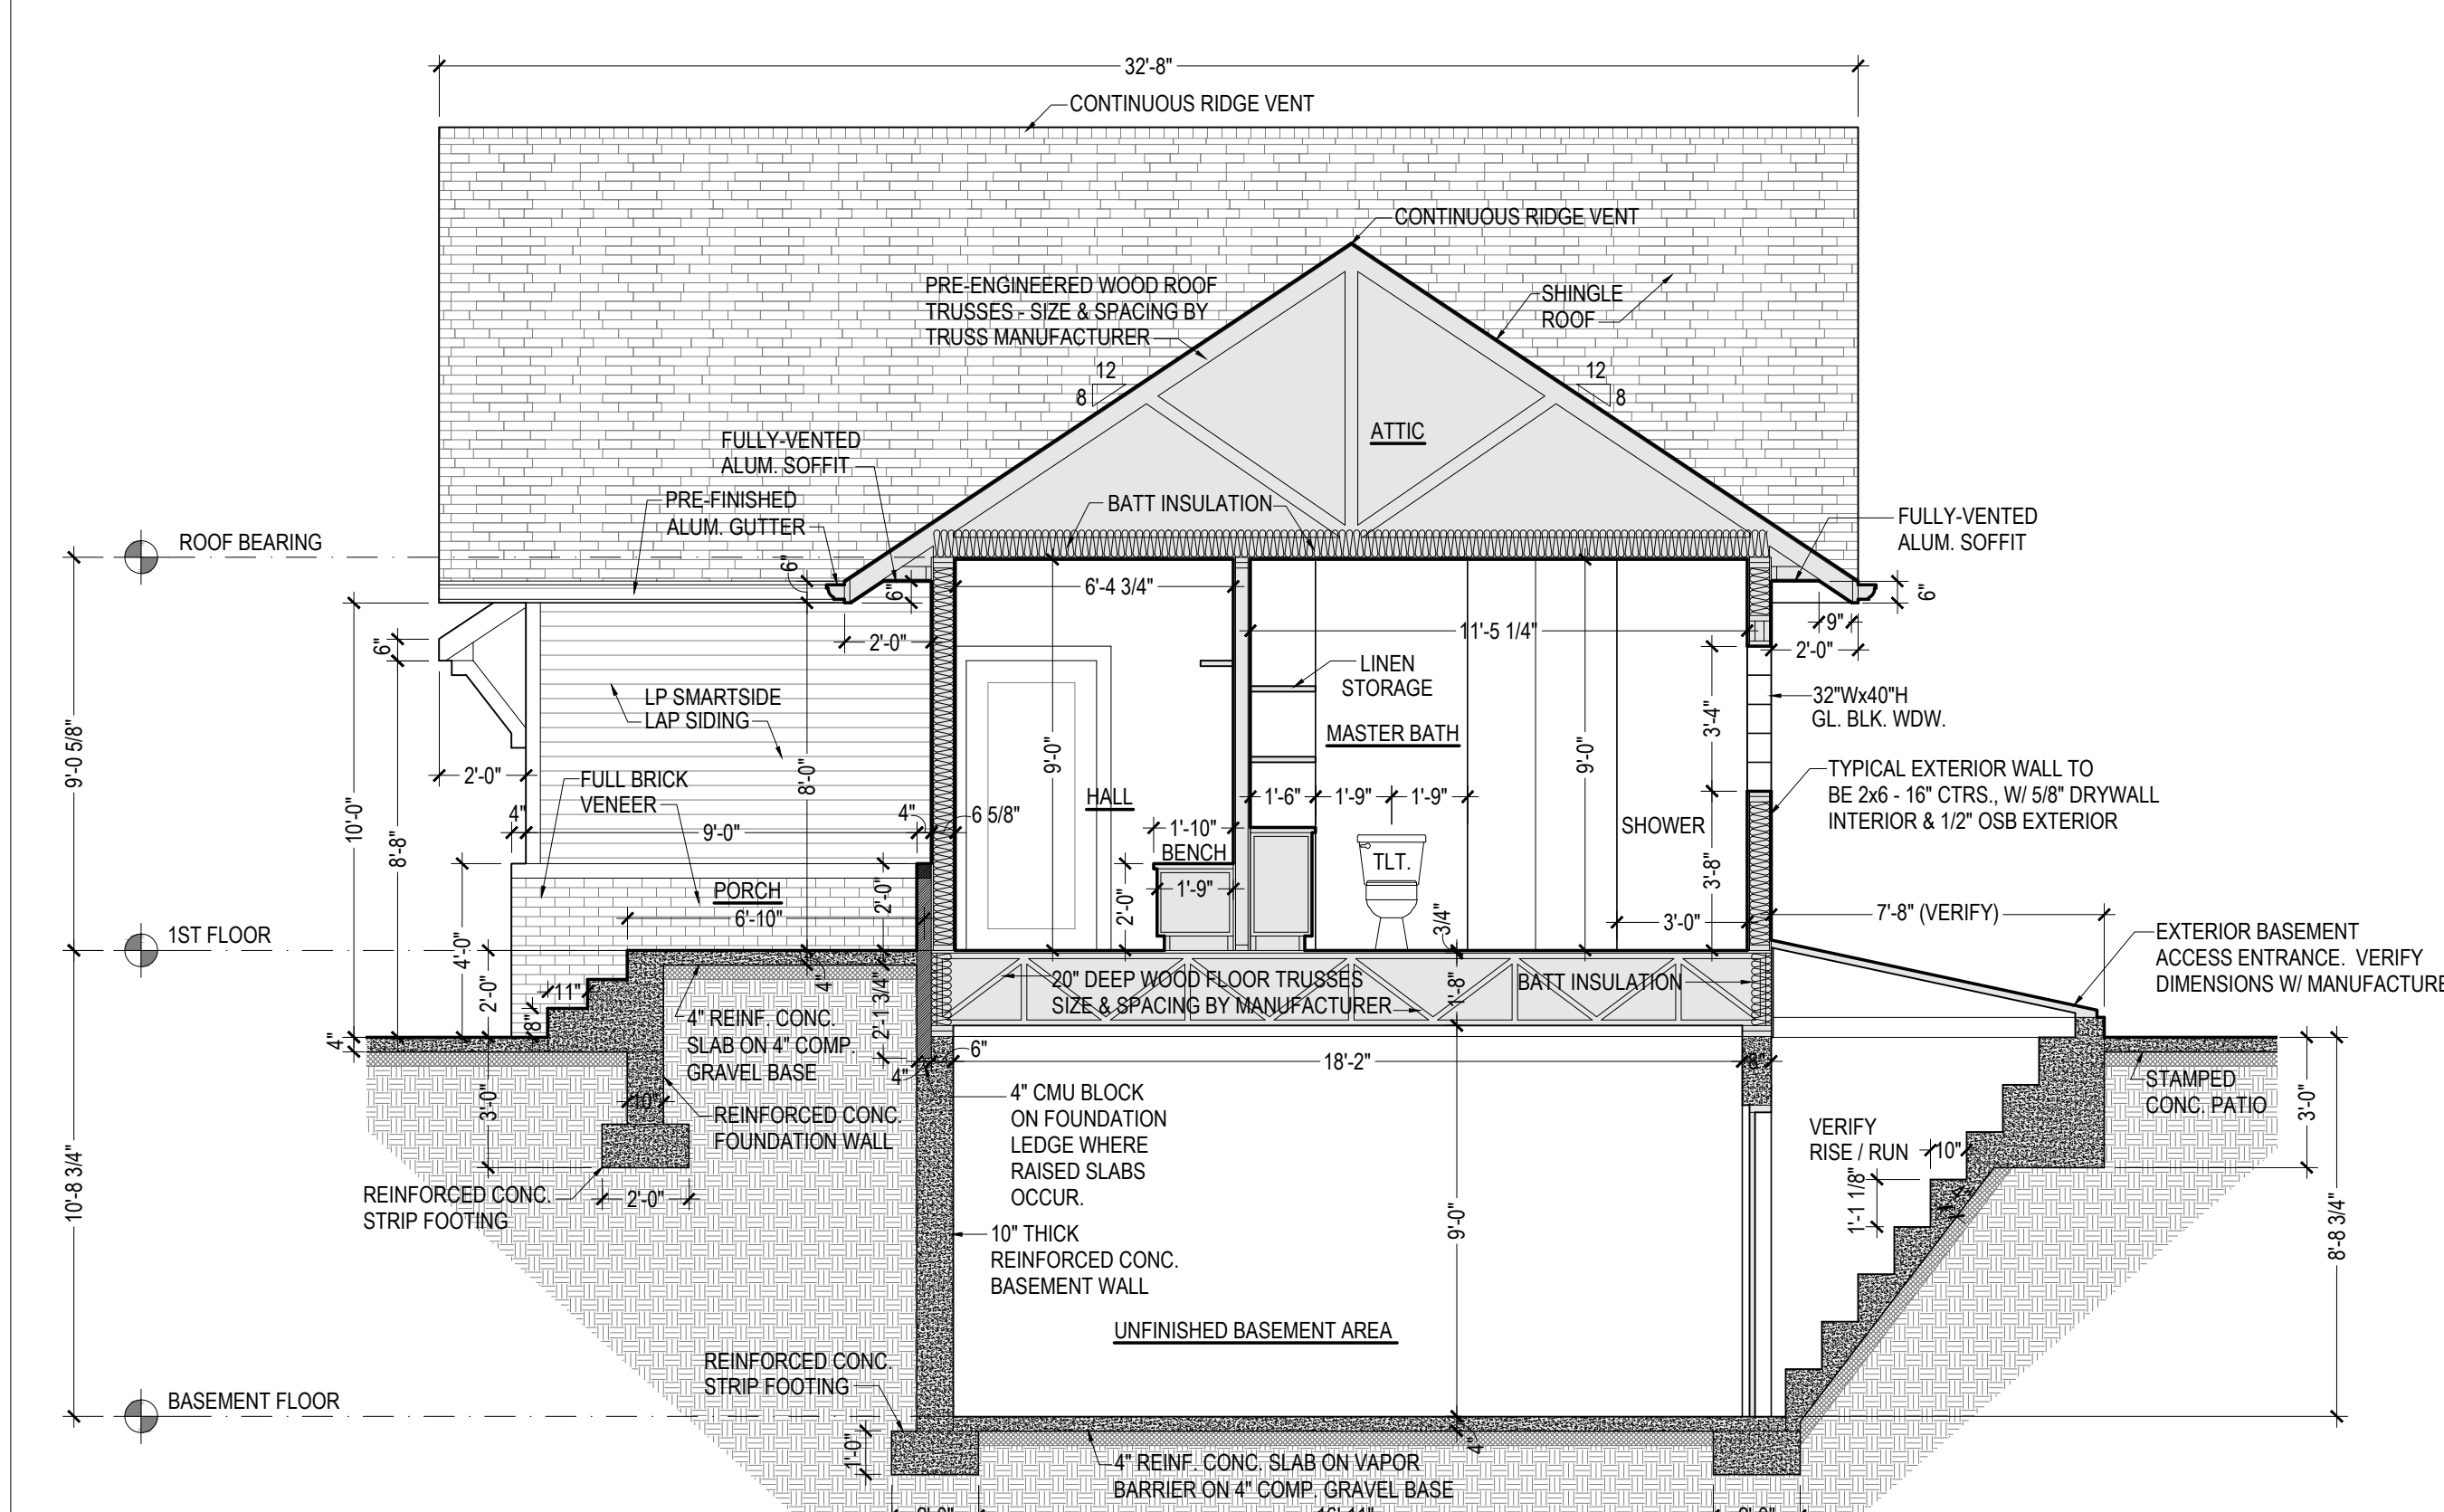 32'-8"
CONTINUOUS RIDGE VENT
CONTINUOUS RIDGE VENT
PRE-ENGINEERED WOOD ROOF
TRUSSES - SIZE & SPACING BY
TRUSS MANUFACTURER
SHINGLE
ROOF
12
8
12
8
ATTIC
FULLY-VENTED
ALUM. SOFFIT
PRE-FINISHED
ALUM. GUTTER
BATT INSULATION
FULLY-VENTED
ALUM. SOFFIT
ROOF BEARING
6"
6"
6'-4 3/4"
11'-5 1/4"
6"
9"
2'-0"
2'-0"
6"
LINEN
STORAGE
32"Wx40"H
GL. BLK. WDW.
LP SMARTSIDE
LAP SIDING
MASTER BATH
3'-4"
9'-0 5/8"
10'-0"
8'-8"
2'-0"
FULL BRICK
VENEER
8'-0"
9'-0"
9'-0"
TYPICAL EXTERIOR WALL TO
BE 2x6 - 16" CTRS., W/ 5/8" DRYWALL
INTERIOR & 1/2" OSB EXTERIOR
HALL
1'-6"
1'-9"
1'-9"
4"
9'-0"
4"
6 5/8"
1'-10"
BENCH
SHOWER
TLT.
3'-8"
PORCH
6'-10"
2'-0"
1'-9"
2'-0"
3/4"
3'-0"
7'-8" (VERIFY)
1ST FLOOR
4'-0"
2'-0"
EXTERIOR BASEMENT
ACCESS ENTRANCE. VERIFY
DIMENSIONS W/ MANUFACTURE
11"
8"
4"
2'-1 3/4"
20" DEEP WOOD FLOOR TRUSSES
SIZE & SPACING BY MANUFACTURER
1'-8"
BATT INSULATION
4" REINF. CONC.
SLAB ON 4" COMP.
GRAVEL BASE
4"
4"
6"
18'-2"
8"
4" CMU BLOCK
ON FOUNDATION
LEDGE WHERE
RAISED SLABS
OCCUR.
STAMPED
CONC. PATIO
3'-0"
3'-0"
10"
REINFORCED CONC.
FOUNDATION WALL
VERIFY
RISE / RUN
10"
1'-1 1/8"
4"
REINFORCED CONC.
STRIP FOOTING
2'-0"
10'-8 3/4"
9'-0"
8'-8 3/4"
10" THICK
REINFORCED CONC.
BASEMENT WALL
UNFINISHED BASEMENT AREA
REINFORCED CONC.
STRIP FOOTING
BASEMENT FLOOR
1'-0"
4"
4" REINF. CONC. SLAB ON VAPOR
BARRIER ON 4" COMP. GRAVEL BASE
2'-0"
16'-11"
2'-0"